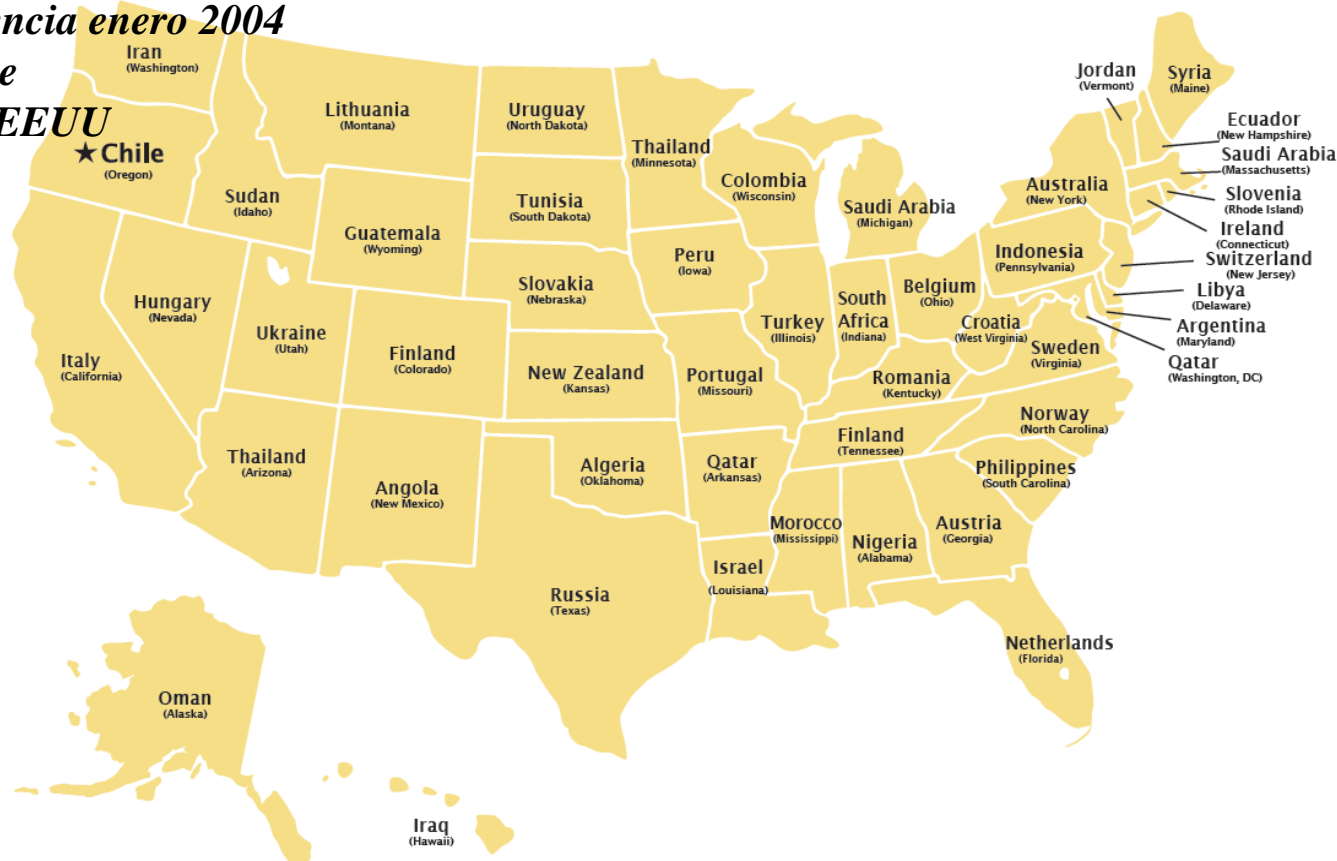 ncia enero 2004
e
EEUU
Iran
(Washington)
★Chile
(Oregon)
Lithuania
(Montana)
Uruguay
(North Dakota)
Thailand
(Minnesota)
Sudan
(Idaho)
Guatemala
(Wyoming)
Tunisia
(South Dakota)
Colombia
(Wisconsin)
Saudi Arabia
(Michigan)
Jordan
(Vermont)
Syria
(Maine)
Ecuador
(New Hampshire)
Saudi Arabia
(Massachusetts)
Slovenia
(Rhode Island)
Ireland
(Connecticut)
Switzerland
(New Jersey)
Libya
(Delaware)
Argentina
(Maryland)
Qatar
(Washington, DC)
Australia
(New York)
Indonesia
(Pennsylvania)
Hungary
(Nevada)
Ukraine
(Utah)
Italy
(California)
Finland
(Colorado)
Slovakia
(Nebraska)
Peru
(Iowa)
New Zealand
(Kansas)
Portugal
(Missouri)
Turkey
(Illinois)
South
Africa
(Indiana)
Belgium
(Ohio)
Croatia
(West Virginia)
Sweden
(Virginia)
Romania
(Kentucky)
Norway
(North Carolina)
Finland
(Tennessee)
Philippines
(South Carolina)
Thailand
(Arizona)
Angola
(New Mexico)
Algeria
(Oklahoma)
Qatar
(Arkansas)
Morocco
(Mississippi)
Nigeria
(Alabama)
Austria
(Georgia)
Israel
(Louisiana)
Russia
(Texas)
Netherlands
(Florida)
Oman
(Alaska)
Iraq
(Hawaii)